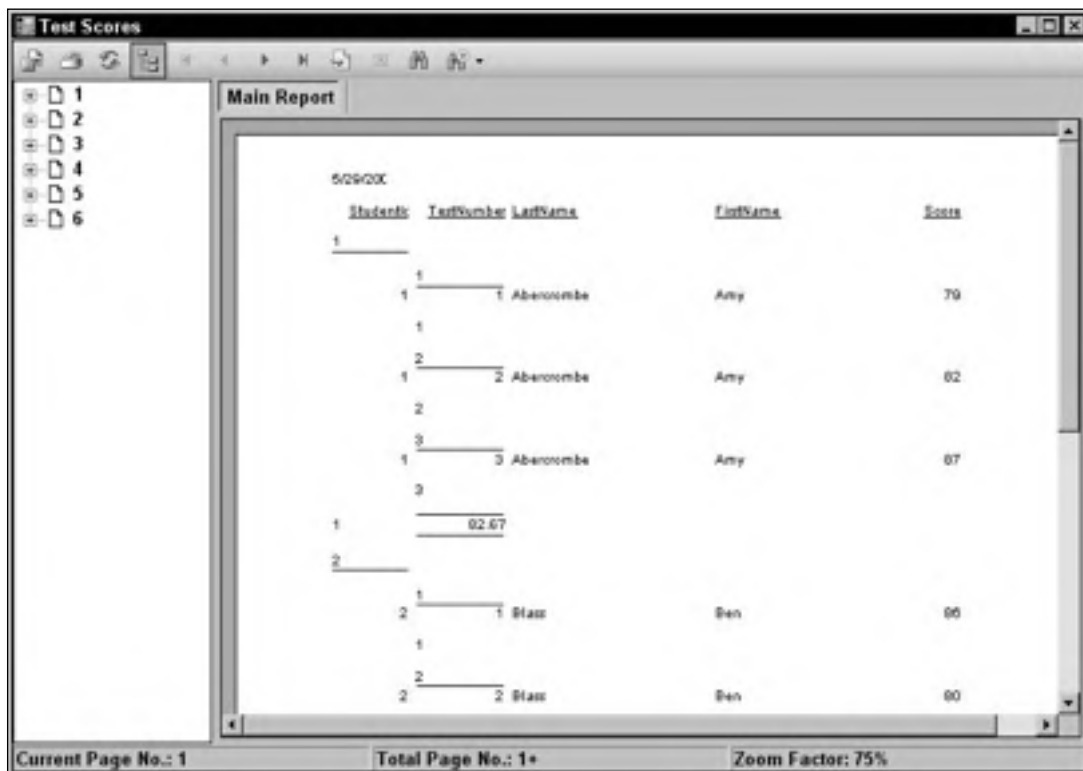 Test Scores
1
2
3
4
5
6
Main Report
6/29/200
StudentId TestNumber LastName FirstName Score
1
1
1 1 Abercrombe Amy 79
1
2
1 2 Abercrombe Amy 82
2
3
1 3 Abercrombe Amy 87
3
1 82.67
2
1
2 1 Blass Ben 86
1
2
2 2 Blass Ben 80
Current Page No.: 1 Total Page No.: 1+ Zoom Factor: 75%